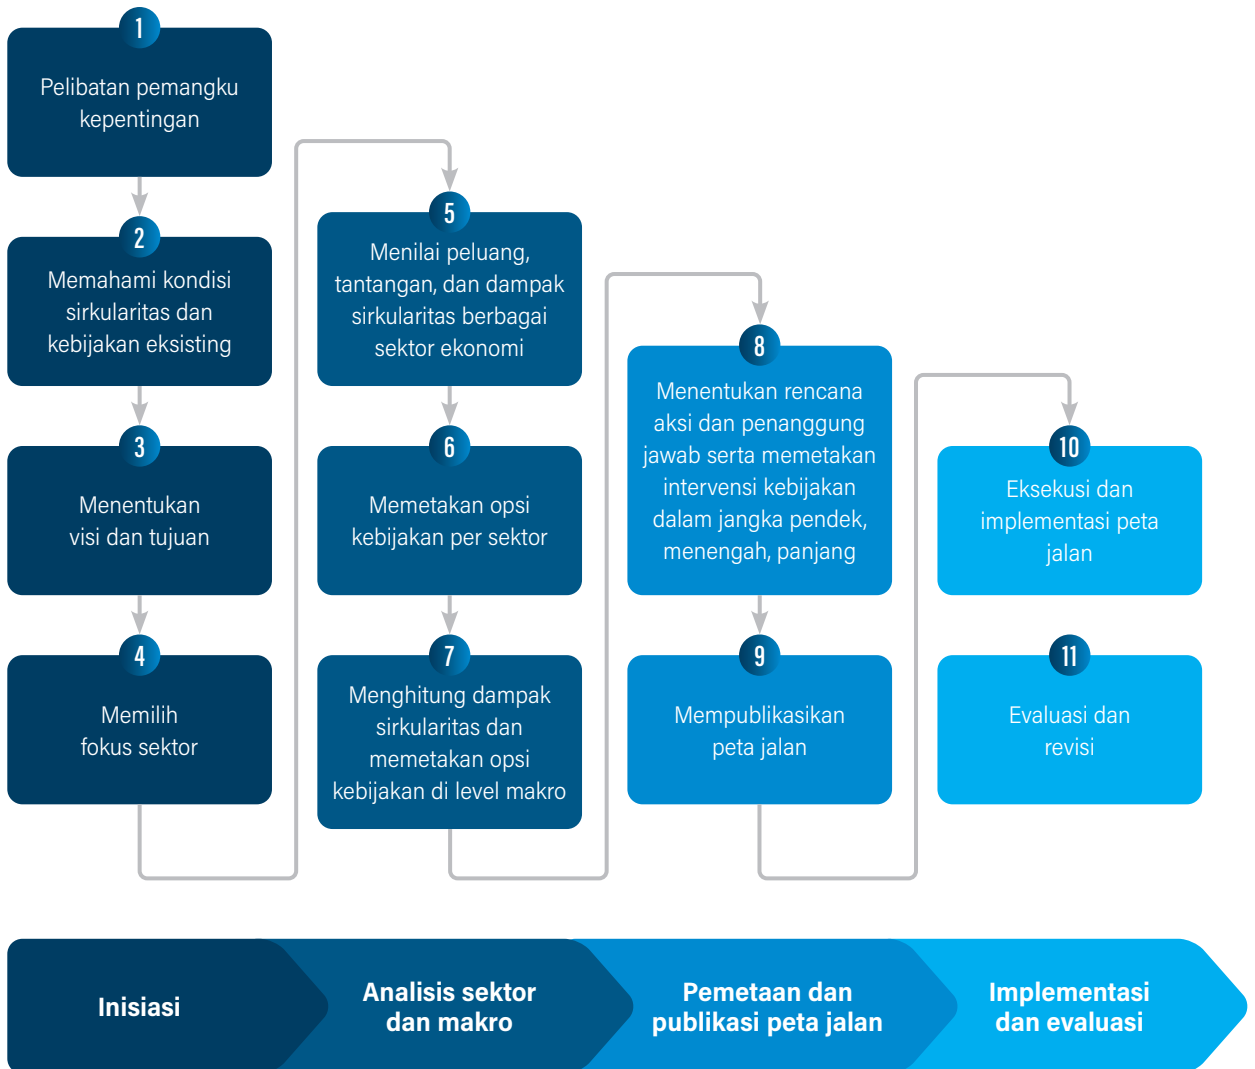 1
Pelibatan pemangku
kepentingan
2
Memahami kondisi
sirkularitas dan
kebijakan eksisting
3
Menentukan
visi dan tujuan
4
Memilih
fokus sektor
5
Menilai peluang,
tantangan, dan dampak
sirkularitas berbagai
sektor ekonomi
6
Memetakan opsi
kebijakan per sektor
7
Menghitung dampak
sirkularitas dan
memetakan opsi
kebijakan di level makro
8
Menentukan rencana
aksi dan penanggung
jawab serta memetakan
intervensi kebijakan
dalam jangka pendek,
menengah, panjang
9
Mempublikasikan
peta jalan
10
Eksekusi dan
implementasi peta
jalan
11
Evaluasi dan
revisi
Inisiasi
Analisis sektor
dan makro
Pemetaan dan
publikasi peta jalan
Implementasi
dan evaluasi